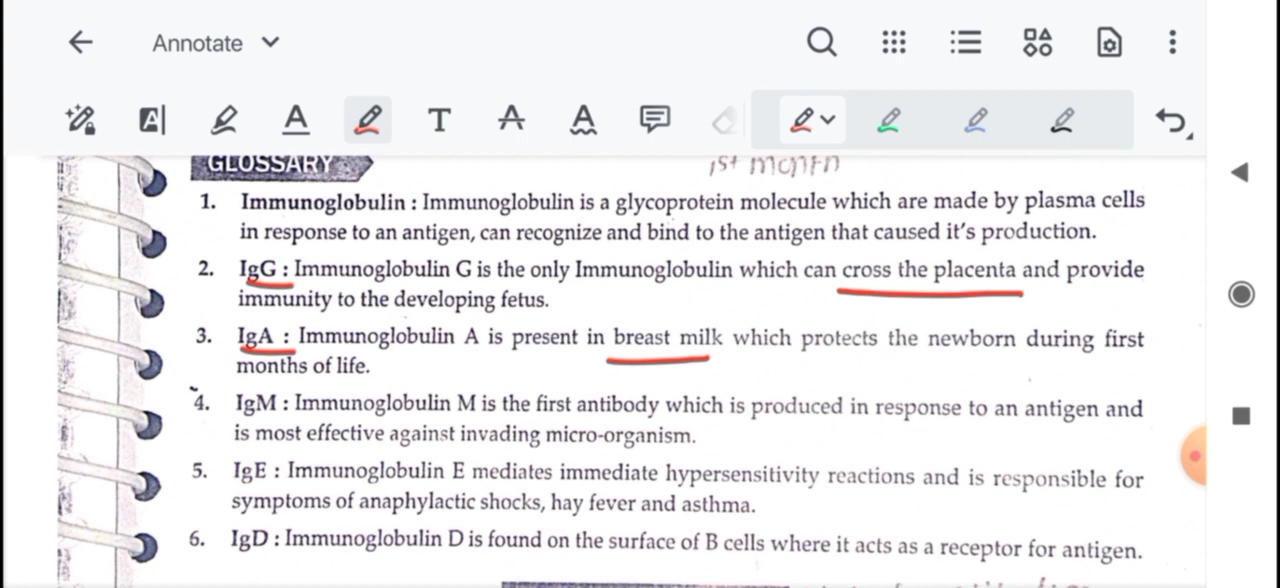 Annotate
GLOSSARY
1st month
1. Immunoglobulin : Immunoglobulin is a glycoprotein molecule which are made by plasma cells
in response to an antigen, can recognize and bind to the antigen that caused it's production.
2. IgG : Immunoglobulin G is the only Immunoglobulin which can cross the placenta and provide
immunity to the developing fetus.
3. IgA : Immunoglobulin A is present in breast milk which protects the newborn during first
months of life.
4. IgM : Immunoglobulin M is the first antibody which is produced in response to an antigen and
is most effective against invading micro-organism.
5. IgE : Immunoglobulin E mediates immediate hypersensitivity reactions and is responsible for
symptoms of anaphylactic shocks, hay fever and asthma.
6. IgD : Immunoglobulin D is found on the surface of B cells where it acts as a receptor for antigen.